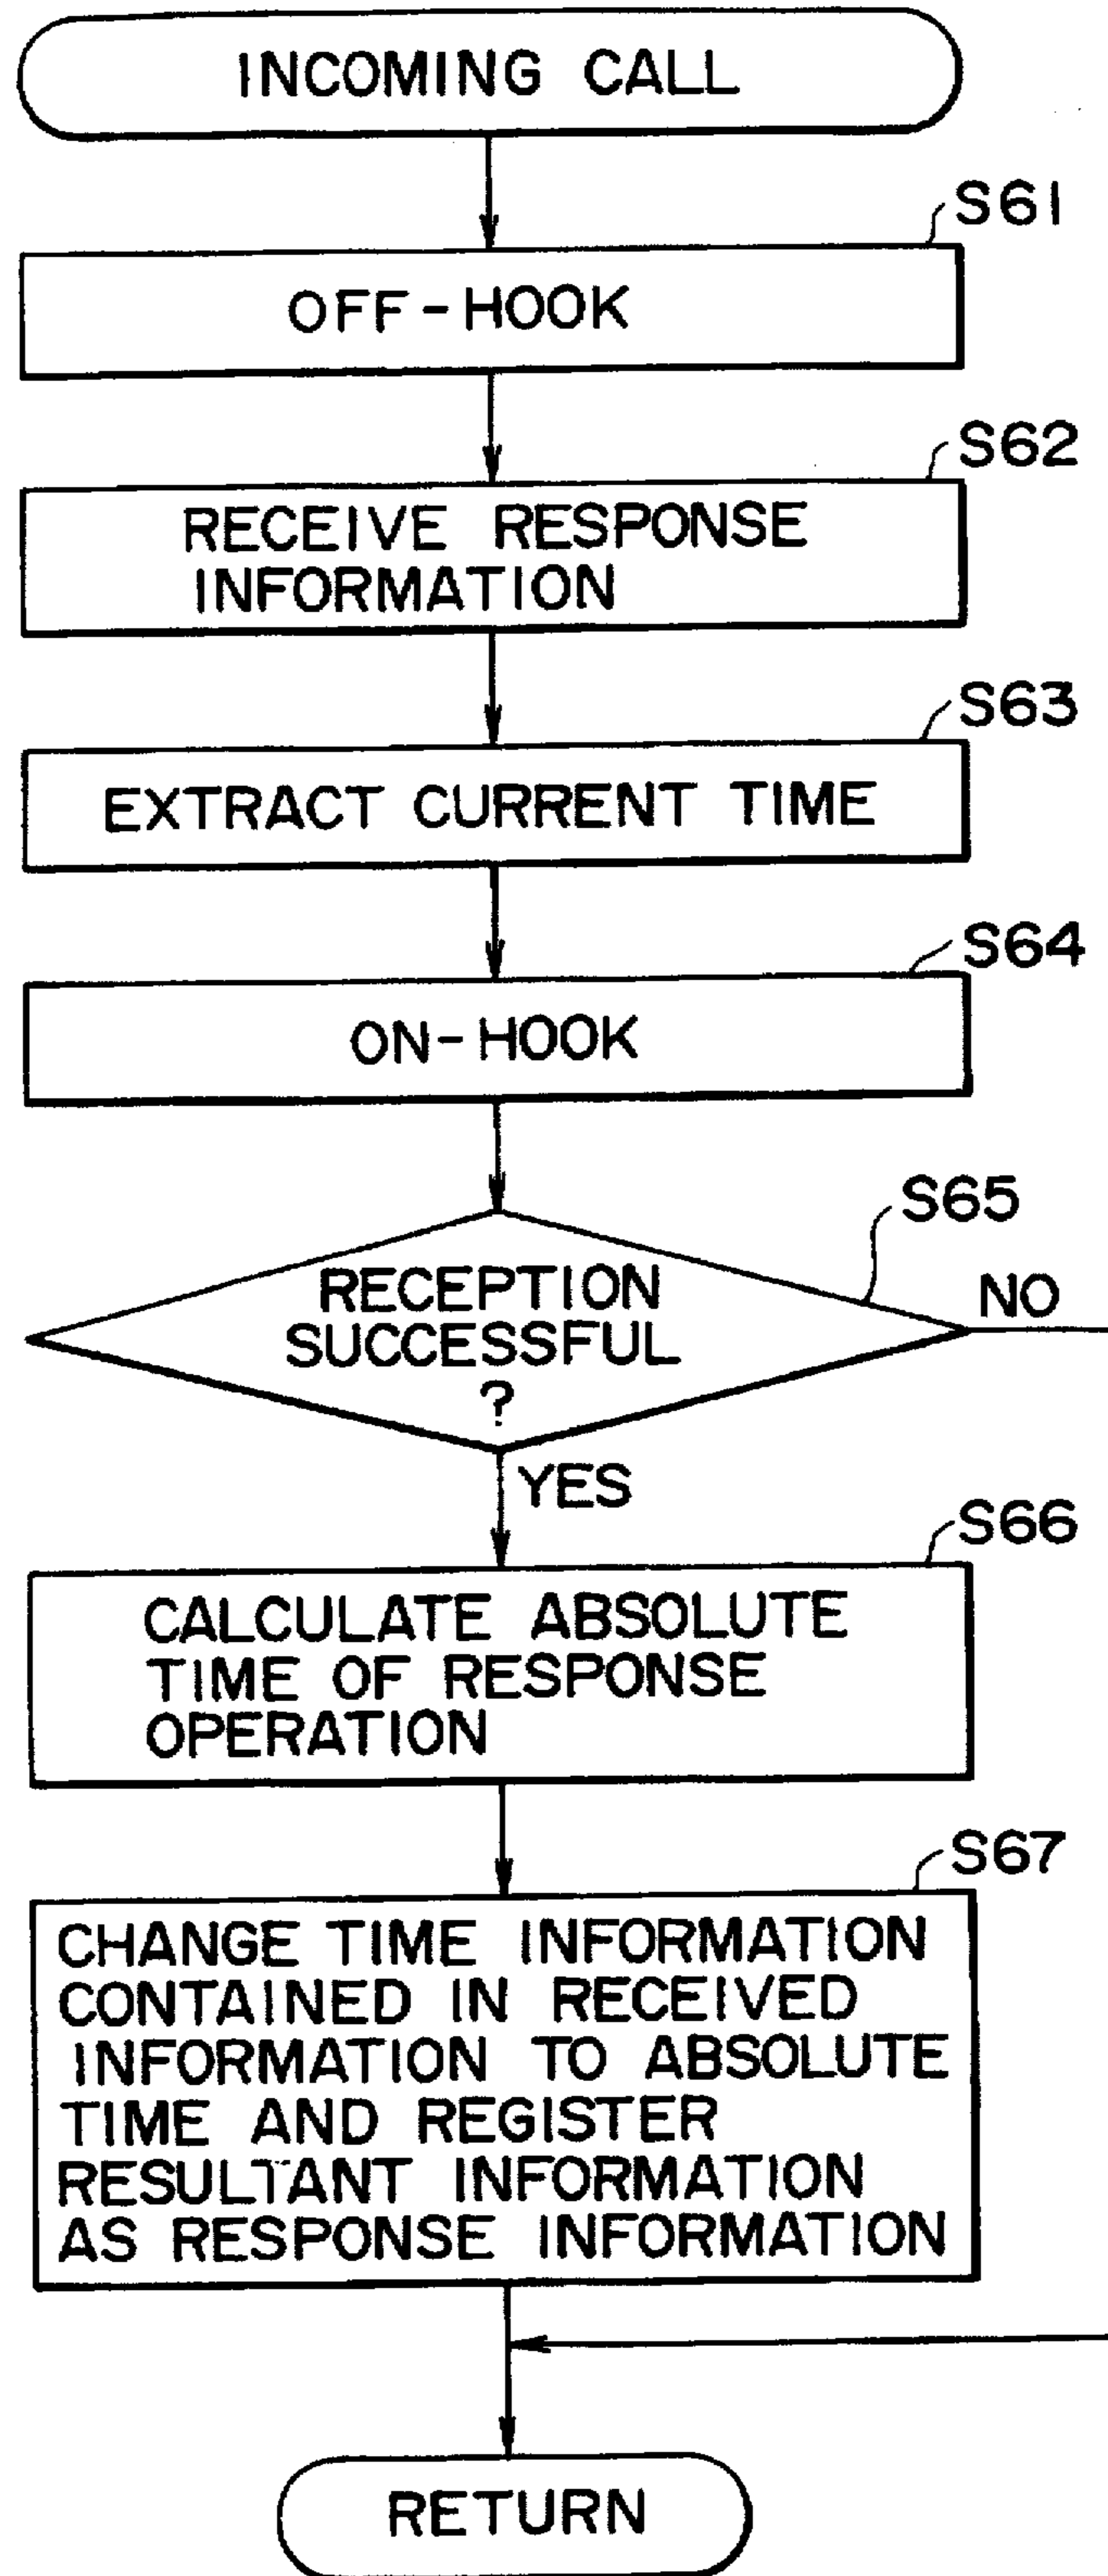 INCOMING CALL
S61
OFF-HOOK
S62
RECEIVE RESPONSE
INFORMATION
S63
EXTRACT CURRENT TIME
S64
ON-HOOK
S65
RECEPTION
SUCCESSFUL
?
NO
YES
S66
CALCULATE ABSOLUTE
TIME OF RESPONSE
OPERATION
S67
CHANGE TIME INFORMATION
CONTAINED IN RECEIVED
INFORMATION TO ABSOLUTE
TIME AND REGISTER
RESULTANT INFORMATION
AS RESPONSE INFORMATION
RETURN